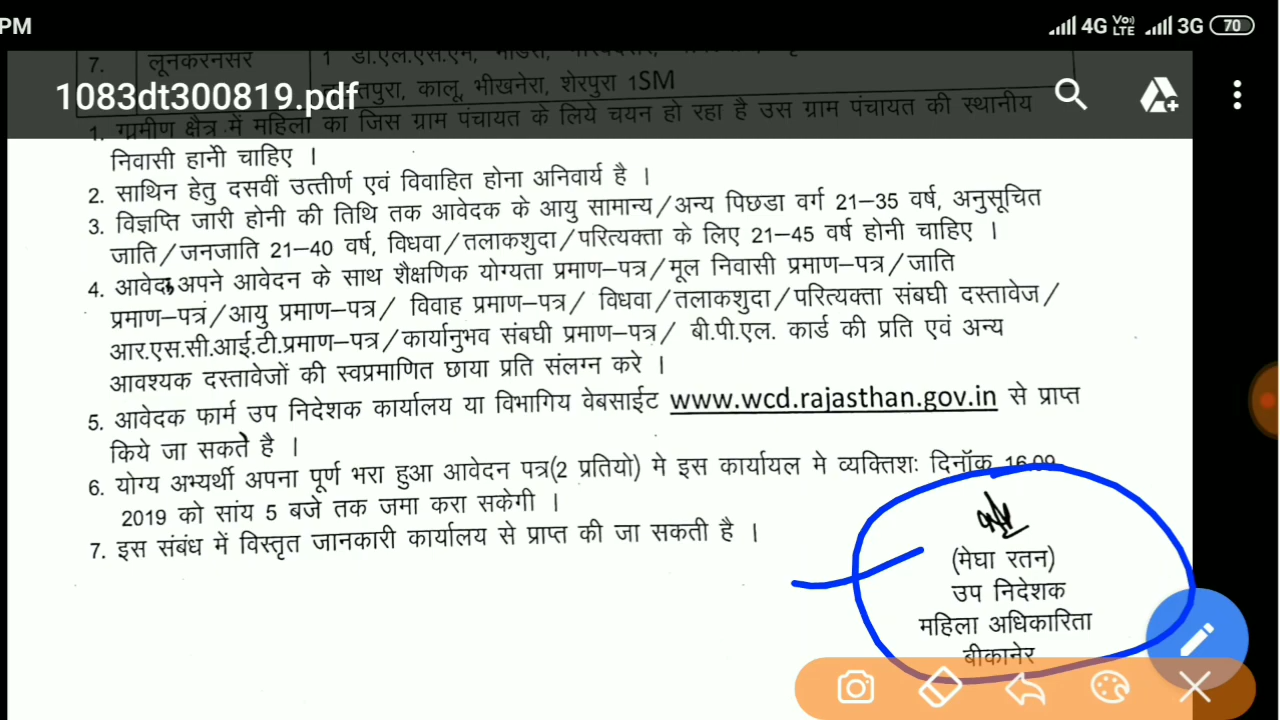 PM
4G Vo)) LTE 3G 70
7. लूनकरनसर
1083dt300819.pdf
कालू, भीखनेरा, शेरपुरा 1SM
1. ग्रामीण क्षैत्र में महिला का जिस ग्राम पंचायत के लिये चयन हो रहा है उस ग्राम पंचायत की स्थानीय
निवासी हानेी चाहिए ।
2. साथिन हेतु दसवीं उत्तीर्ण एवं विवाहित होना अनिवार्य है ।
3. विज्ञप्ति जारी होनी की तिथि तक आवेदक के आयु सामान्य/अन्य पिछडा वर्ग 21–35 वर्ष, अनुसूचित
जाति/जनजाति 21–40 वर्ष, विधवा/तलाकशुदा/परित्यक्ता के लिए 21–45 वर्ष होनी चाहिए ।
4. अपने आवेदन के साथ शैक्षणिक योग्यता प्रमाण–पत्र/मूल निवासी प्रमाण–पत्र/जाति
प्रमाण–पत्रं/आयु प्रमाण–पत्र/ विवाह प्रमाण–पत्र/ विधवा/तलाकशुदा/परित्यक्ता संबघी दस्तावेज/
आर.एस.सी.आई.टी.प्रमाण–पत्र/कार्यानुभव संबघी प्रमाण–पत्र/ बी.पी.एल. कार्ड की प्रति एवं अन्य
आवश्यक दस्तावेजों की स्वप्रमाणित छाया प्रति संलग्न करे ।
5. आवेदक फार्म उप निदेशक कार्यालय या विभागिय वेबसाईट www.wcd.rajasthan.gov.in से प्राप्त
किये जा सकते है ।
6. योग्य अभ्यर्थी अपना पूर्ण भरा हुआ आवेदन पत्र(2 प्रतियो) मे इस कार्यायल मे व्यक्तिशः दिनॉक 16.09
2019 को सांय 5 बजे तक जमा करा सकेगी ।
7. इस संबंध में विस्तृत जानकारी कार्यालय से प्राप्त की जा सकती है ।
(मेघा रतन)
उप निदेशक
महिला अधिकारिता
बीकानेर